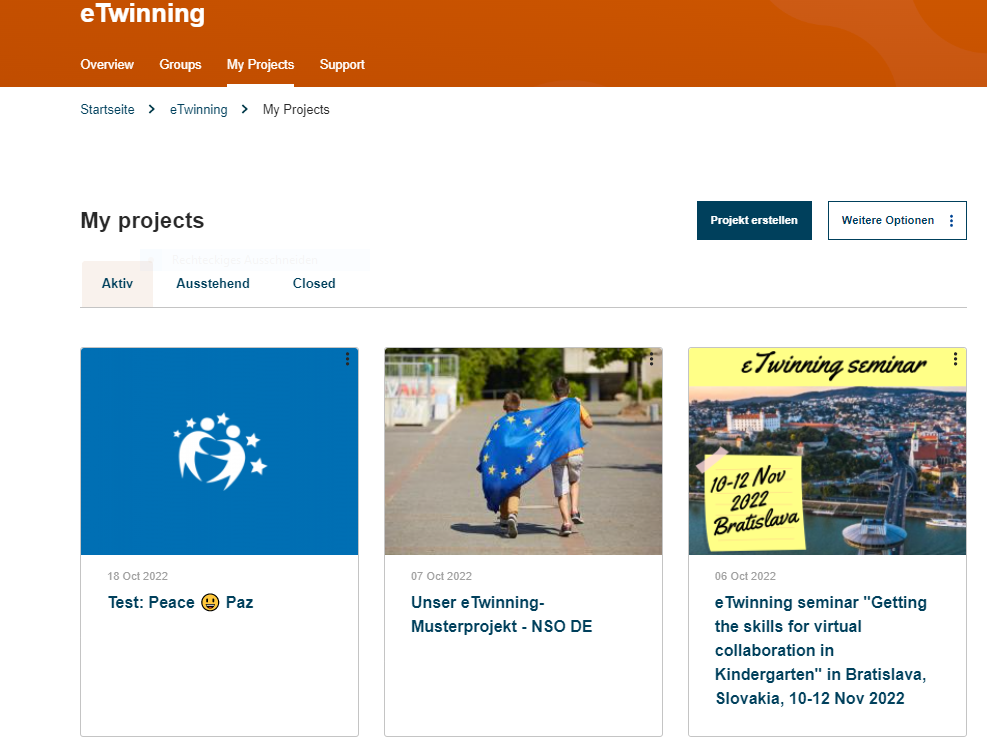 eTwinning
Overview Groups My Projects Support
Startseite > eTwinning > My Projects
My projects
Projekt erstellen
Weitere Optionen
Rechteckiges Ausschneiden
Aktiv Ausstehend Closed
eTwinning seminar
10-12 Nov
2022
Bratislava
18 Oct 2022
Test: Peace 😃 Paz
07 Oct 2022
Unser eTwinning-
Musterprojekt - NSO DE
06 Oct 2022
eTwinning seminar "Getting
the skills for virtual
collaboration in
Kindergarten" in Bratislava,
Slovakia, 10-12 Nov 2022